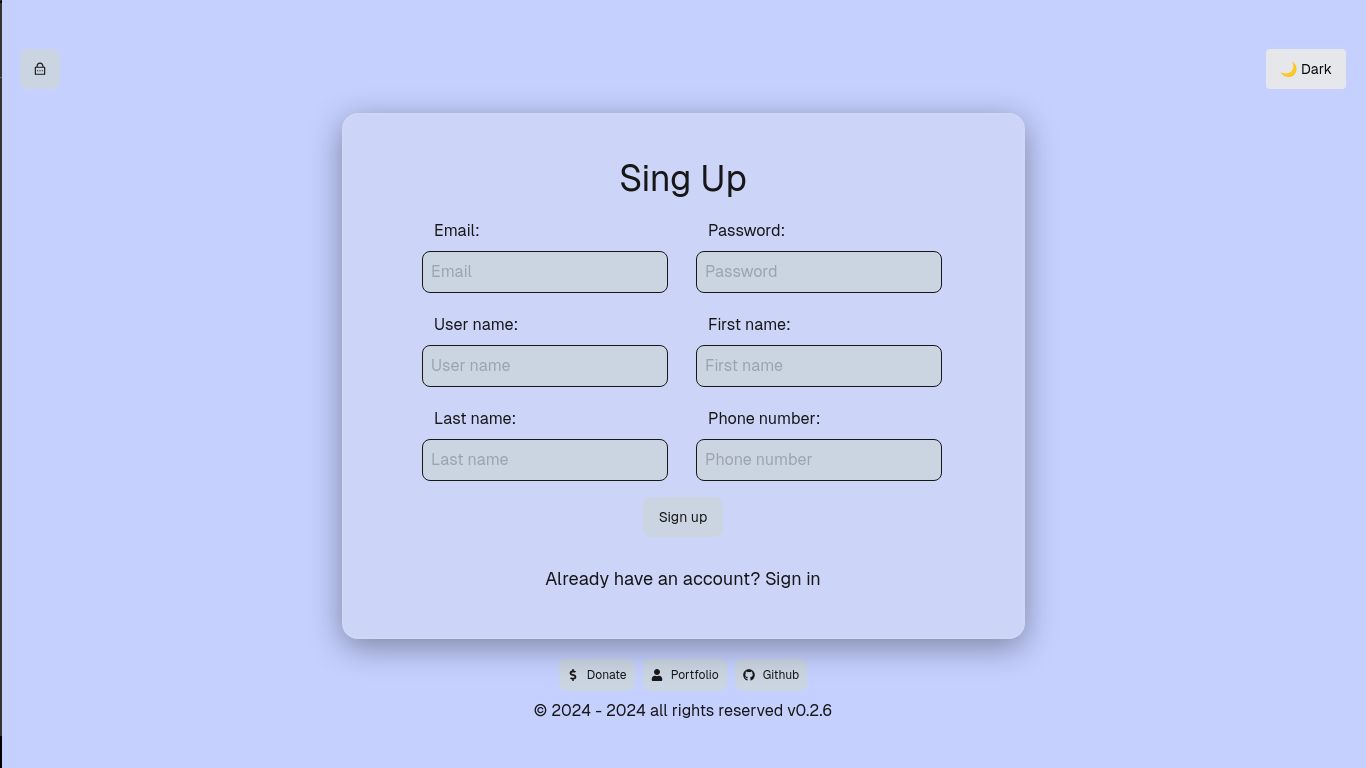 🌙 Dark
Sing Up
Email: Password:
Email Password
User name: First name:
User name First name
Last name: Phone number:
Last name Phone number
Sign up
Already have an account? Sign in
Donate Portfolio Github
© 2024 - 2024 all rights reserved v0.2.6